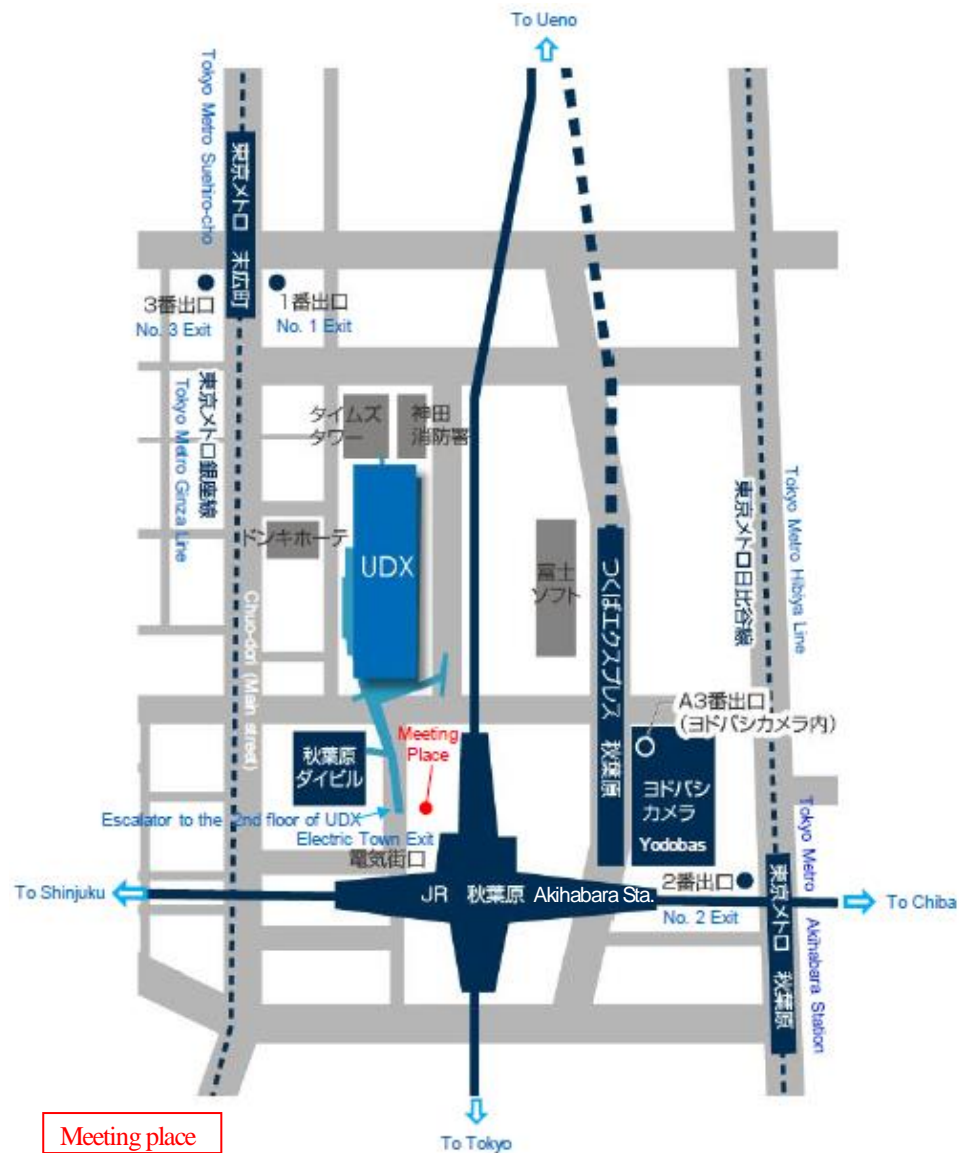 To Ueno
Tokyo Metro Suehiro-cho
東京メトロ 末広町
3番出口
No. 3 Exit
1番出口
No. 1 Exit
東京メトロ銀座線
Tokyo Metro Ginza Line
タイムズ
タワー
神田
消防署
ドンキホーテ
UDX
富士
ソフト
つくばエクスプレス 秋葉原
東京メトロ日比谷線
Tokyo Metro Hibiya Line
Chuo-dori (Main street)
A3番出口
(ヨドバシカメラ内)
Meeting
Place
秋葉原
ダイビル
ヨドバシ
カメラ
Yodobas
Escalator to the 2nd floor of UDX
Electric Town Exit
電気街口
2番出口
No. 2 Exit
To Shinjuku
JR 秋葉原 Akihabara Sta.
To Chiba
東京メトロ 秋葉原
Tokyo Metro Akihabara Station
Meeting place
To Tokyo